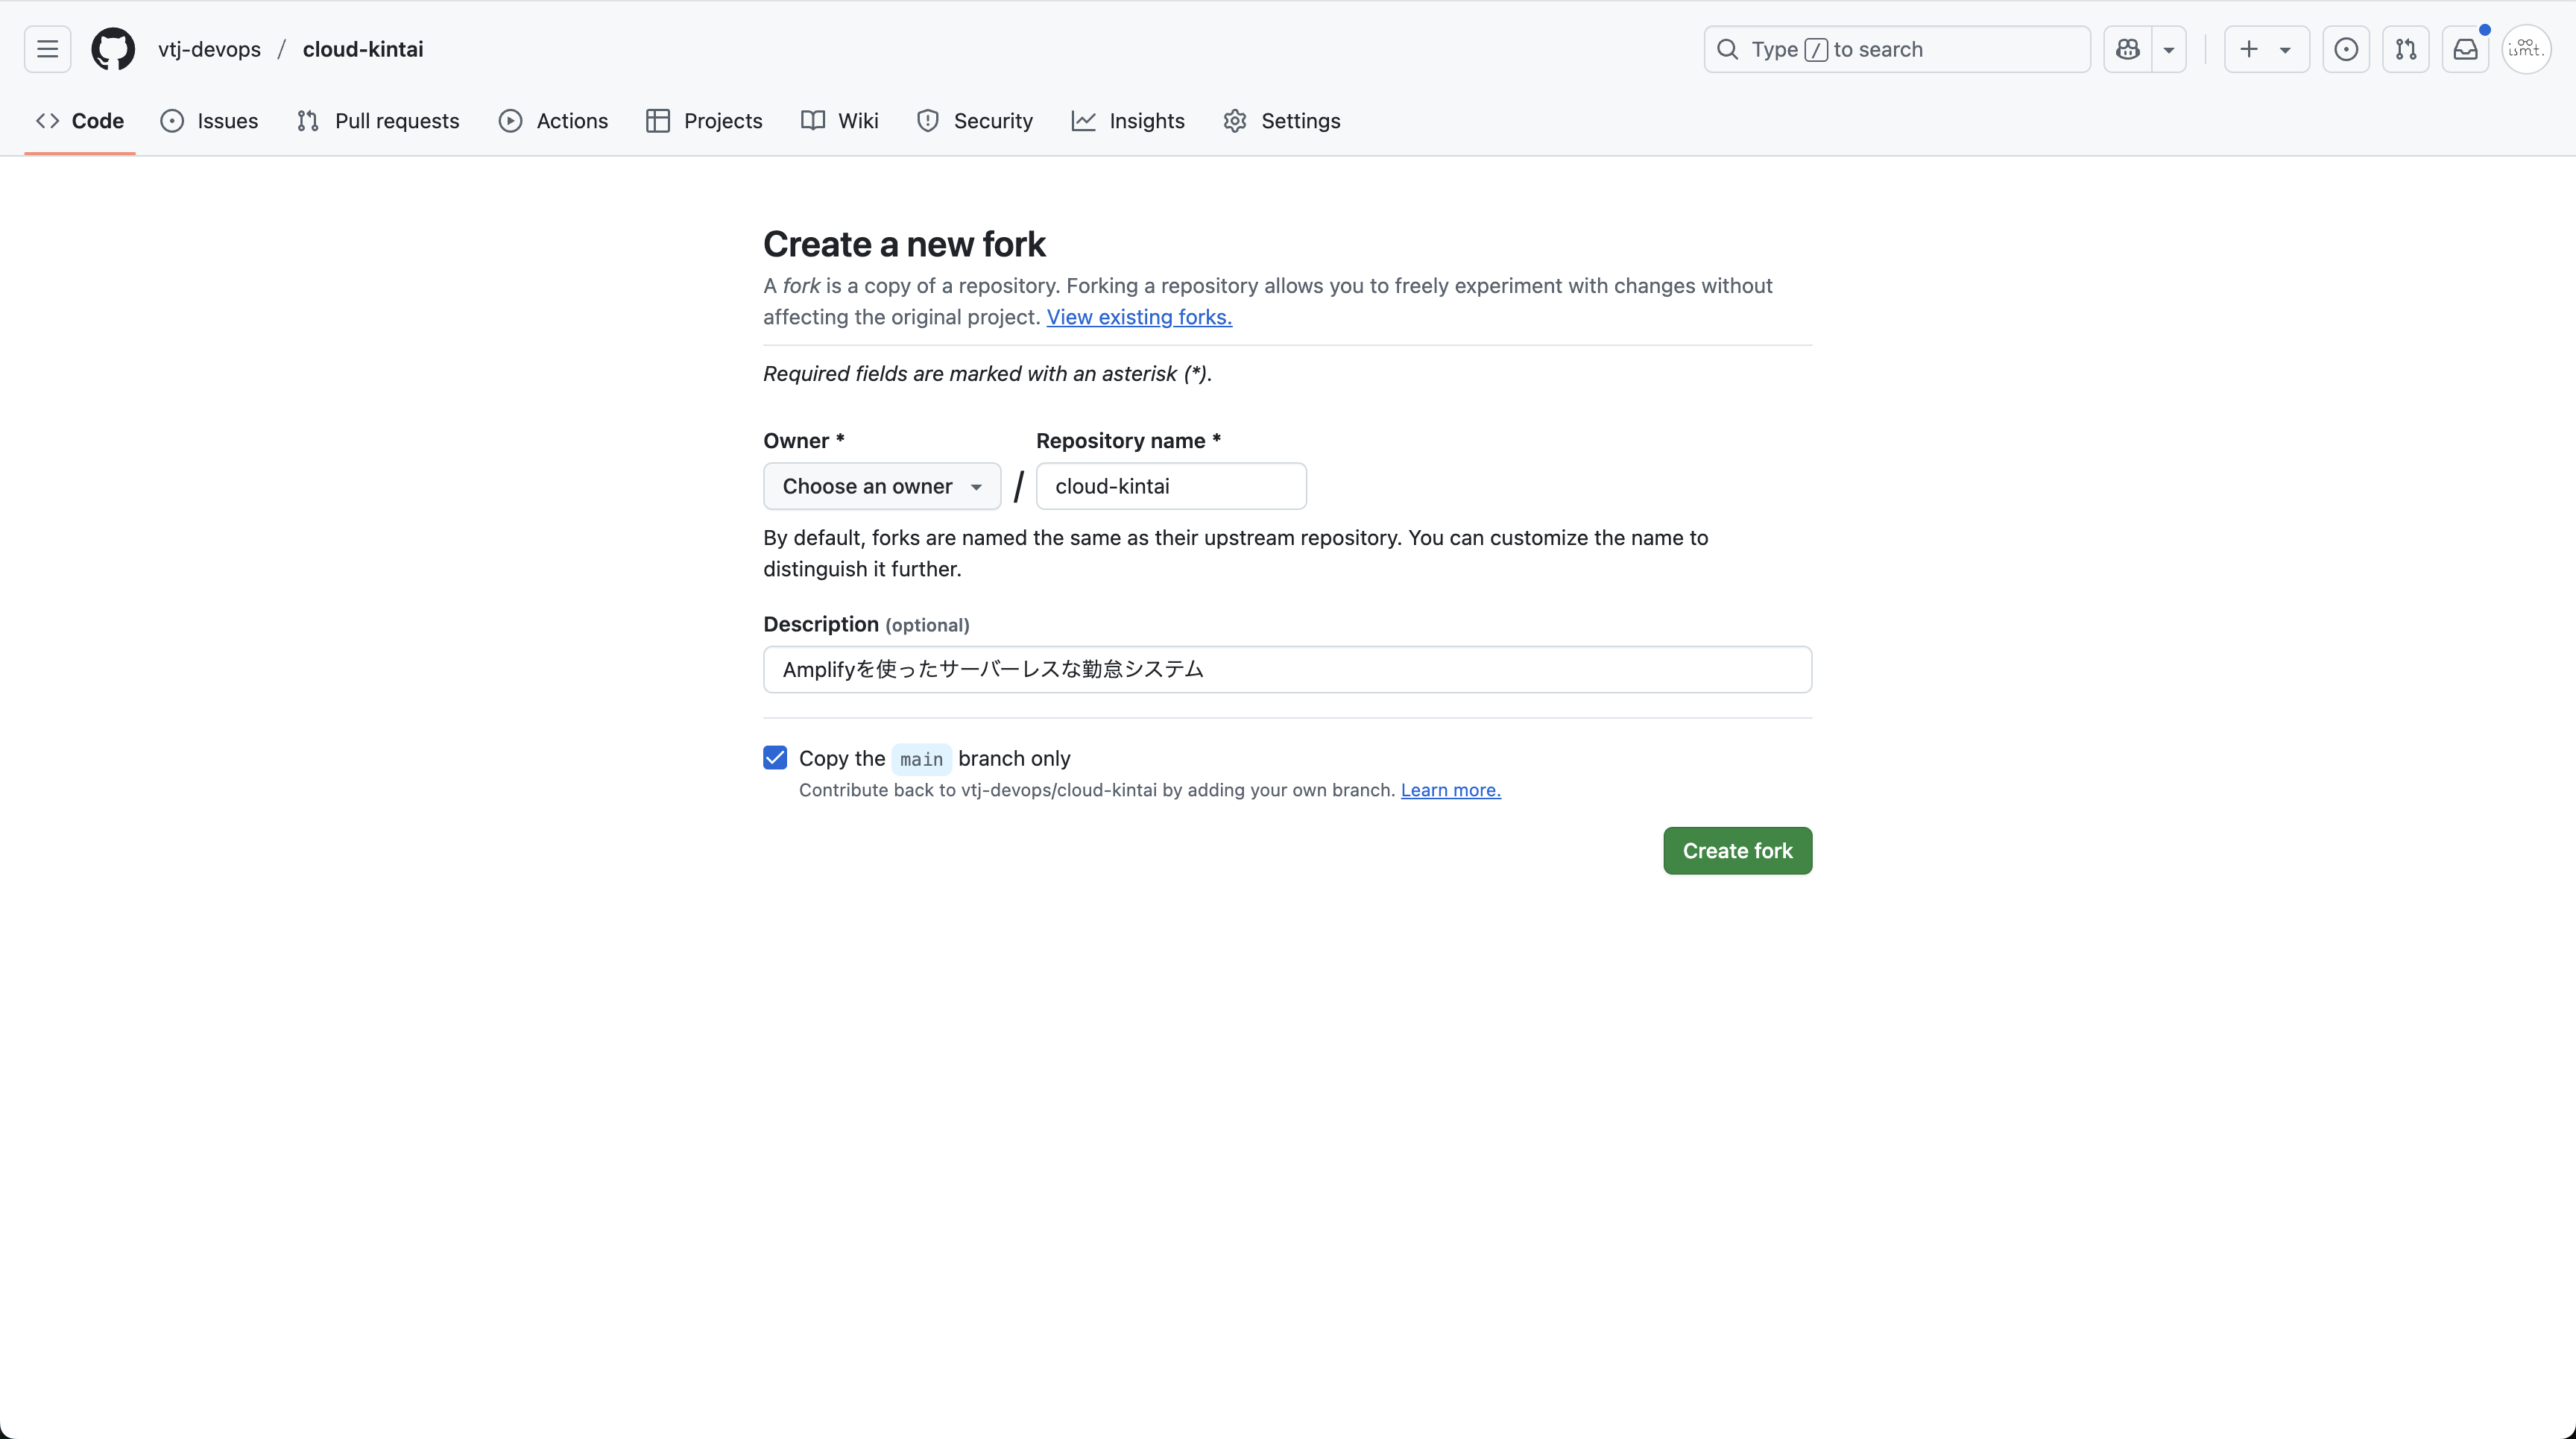 vtj-devops / cloud-kintai
Type / to search
ismt.
Code Issues Pull requests Actions Projects Wiki Security Insights Settings
Create a new fork
A fork is a copy of a repository. Forking a repository allows you to freely experiment with changes without
affecting the original project. View existing forks.
Required fields are marked with an asterisk (*).
Owner * Repository name *
Choose an owner / cloud-kintai
By default, forks are named the same as their upstream repository. You can customize the name to
distinguish it further.
Description (optional)
Amplifyを使ったサーバーレスな勤怠システム
Copy the main branch only
Contribute back to vtj-devops/cloud-kintai by adding your own branch. Learn more.
Create fork